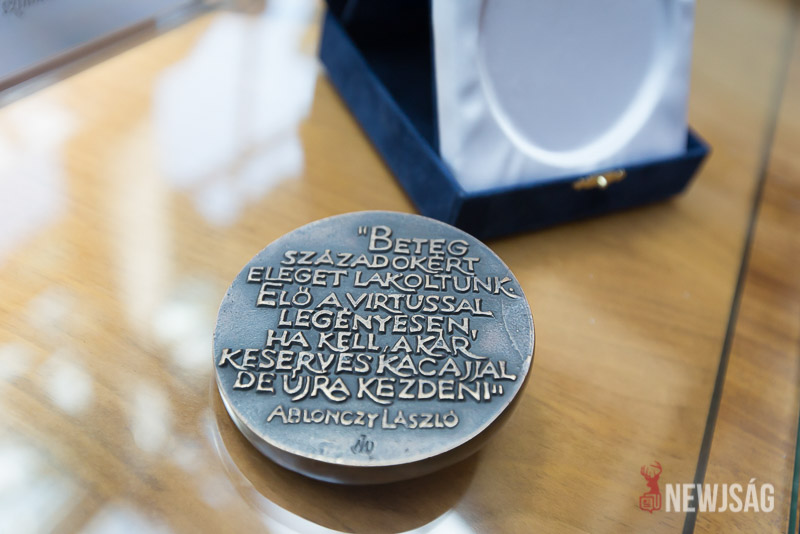 "BETEG
SZÁZADOKÉRT
ELEGET LAKOLTUNK.
ELŐ A VIRTUSSAL
LEGÉNYESEN,
HA KELL, AKÁR
KESERVES KACAJJAL
DE ÚJRA KEZDENI"
ABLONCZY LÁSZLÓ
NEWJSÁG